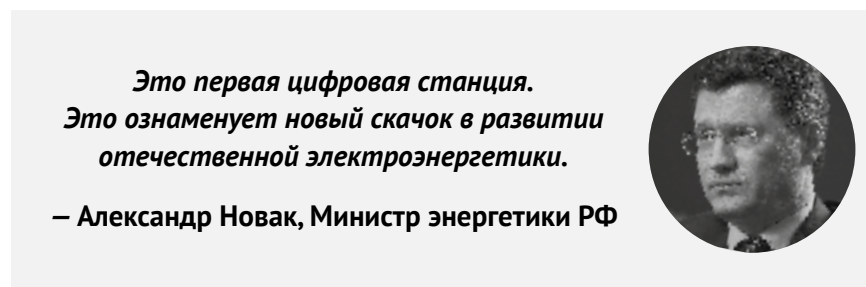 Это первая цифровая станция.
Это ознаменует новый скачок в развитии
отечественной электроэнергетики.
— Александр Новак, Министр энергетики РФ